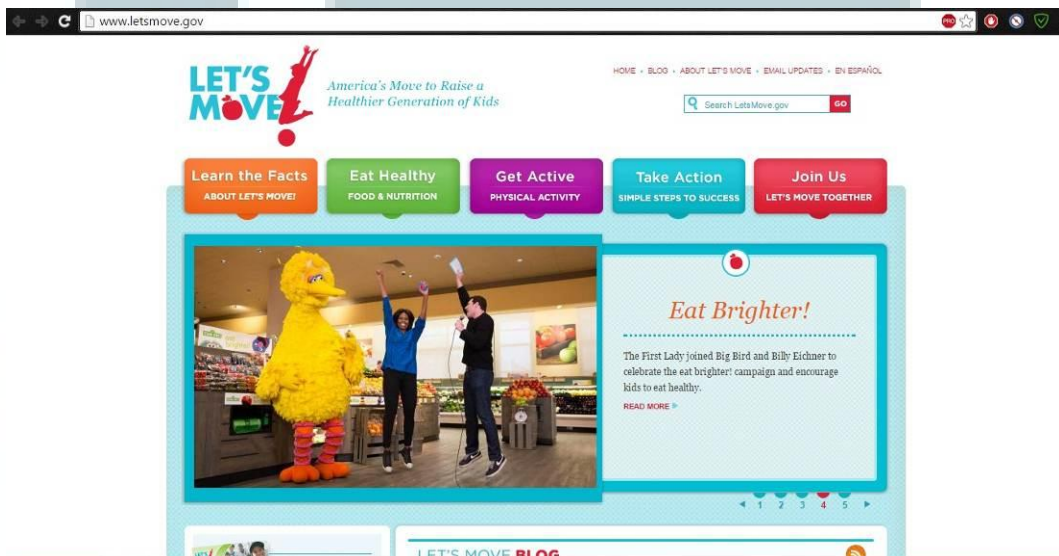 www.letsmove.gov
PRO
LET'S
MOVE!
America's Move to Raise a
Healthier Generation of Kids
HOME • BLOG • ABOUT LET'S MOVE • EMAIL UPDATES • EN ESPAÑOL
Search LetsMove.gov
GO
Learn the Facts
ABOUT LET'S MOVE!
Eat Healthy
FOOD & NUTRITION
Get Active
PHYSICAL ACTIVITY
Take Action
SIMPLE STEPS TO SUCCESS
Join Us
LET'S MOVE TOGETHER
Eat Brighter!
The First Lady joined Big Bird and Billy Eichner to
celebrate the eat brighter! campaign and encourage
kids to eat healthy.
READ MORE
1 2 3 4 5
LET'S MOVE BLOG